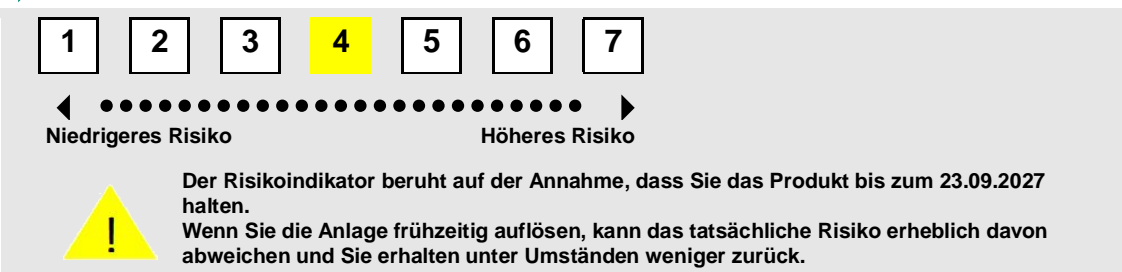 1 2 3 4 5 6 7
Niedrigeres Risiko Höheres Risiko
Der Risikoindikator beruht auf der Annahme, dass Sie das Produkt bis zum 23.09.2027
halten.
Wenn Sie die Anlage frühzeitig auflösen, kann das tatsächliche Risiko erheblich davon
abweichen und Sie erhalten unter Umständen weniger zurück.
!